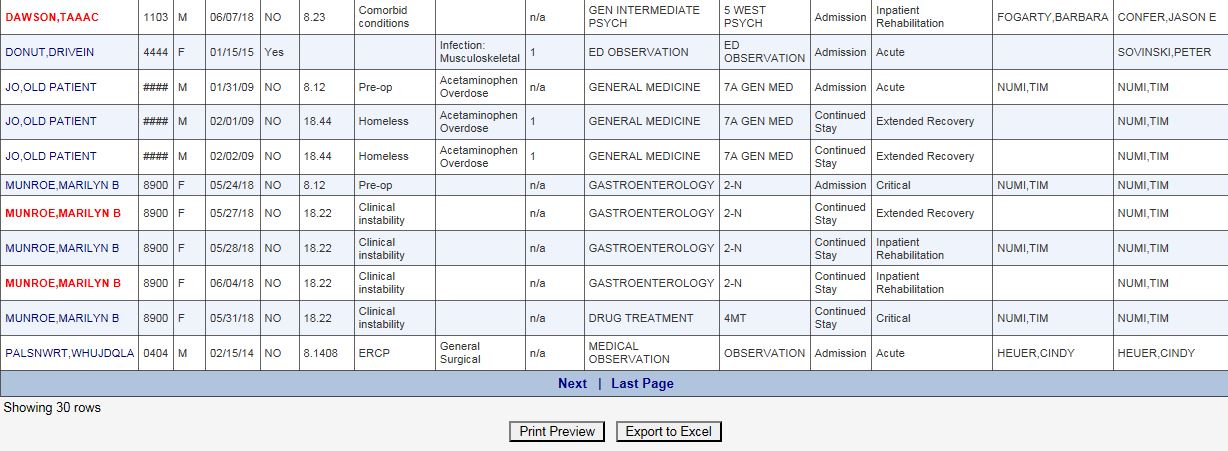 DAWSON,TAAAC 1103 M 06/07/18 NO 8.23 Comorbid conditions n/a GEN INTERMEDIATE PSYCH 5 WEST PSYCH Admission Inpatient Rehabilitation FOGARTY,BARBARA CONFER,JASON E
DONUT,DRIVEIN 4444 F 01/15/15 Yes Infection: Musculoskeletal 1 ED OBSERVATION ED OBSERVATION Admission Acute SOVINSKI,PETER
JO,OLD PATIENT #### M 01/31/09 NO 8.12 Pre-op Acetaminophen Overdose n/a GENERAL MEDICINE 7A GEN MED Admission Acute NUMI,TIM NUMI,TIM
JO,OLD PATIENT #### M 02/01/09 NO 18.44 Homeless Acetaminophen Overdose 1 GENERAL MEDICINE 7A GEN MED Continued Stay Extended Recovery NUMI,TIM
JO,OLD PATIENT #### M 02/02/09 NO 18.44 Homeless Acetaminophen Overdose 1 GENERAL MEDICINE 7A GEN MED Continued Stay Extended Recovery NUMI,TIM
MUNROE,MARILYN B 8900 F 05/24/18 NO 8.12 Pre-op n/a GASTROENTEROLOGY 2-N Admission Critical NUMI,TIM NUMI,TIM
MUNROE,MARILYN B 8900 F 05/27/18 NO 18.22 Clinical instability n/a GASTROENTEROLOGY 2-N Continued Stay Extended Recovery NUMI,TIM
MUNROE,MARILYN B 8900 F 05/28/18 NO 18.22 Clinical instability n/a GASTROENTEROLOGY 2-N Continued Stay Inpatient Rehabilitation NUMI,TIM NUMI,TIM
MUNROE,MARILYN B 8900 F 06/04/18 NO 18.22 Clinical instability n/a GASTROENTEROLOGY 2-N Continued Stay Inpatient Rehabilitation NUMI,TIM
MUNROE,MARILYN B 8900 F 05/31/18 NO 18.22 Clinical instability n/a DRUG TREATMENT 4MT Continued Stay Critical NUMI,TIM NUMI,TIM
PALSNWRT,WHUJDQLA 0404 M 02/15/14 NO 8.1408 ERCP General Surgical n/a MEDICAL OBSERVATION OBSERVATION Admission Acute HEUER,CINDY HEUER,CINDY
Next | Last Page
Showing 30 rows
Print Preview Export to Excel